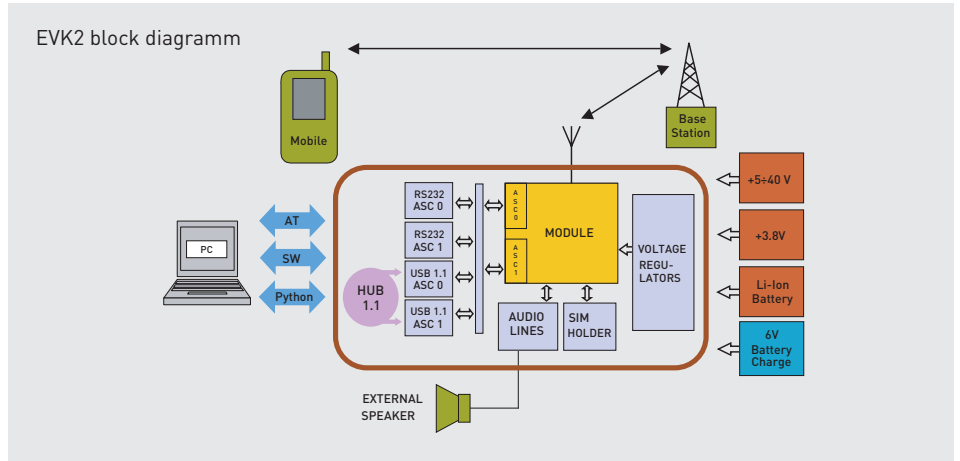 EVK2 block diagramm
Mobile
Base
Station
PC
AT
SW
Python
HUB
1.1
RS232
ASC 0
RS232
ASC 1
USB 1.1
ASC 0
USB 1.1
ASC 1
ASC0
ASC1
MODULE
AUDIO
LINES
SIM
HOLDER
VOLTAGE
REGU-
LATORS
+5÷40 V
+3.8V
Li-Ion
Battery
6V
Battery
Charge
EXTERNAL
SPEAKER